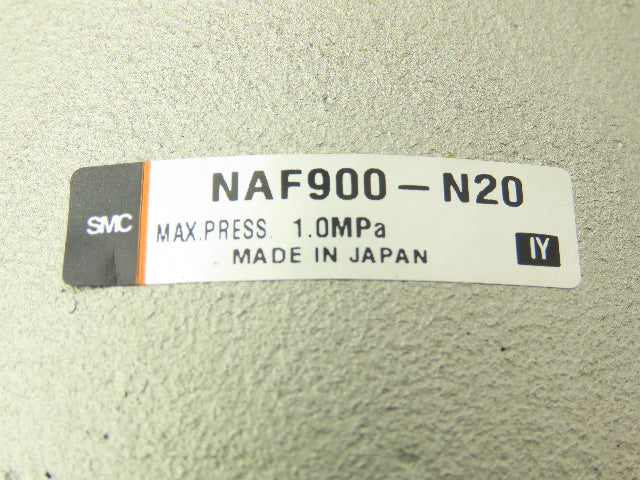 NAF900-N20
SMC
MAX.PRESS. 1.0MPa
MADE IN JAPAN
IY